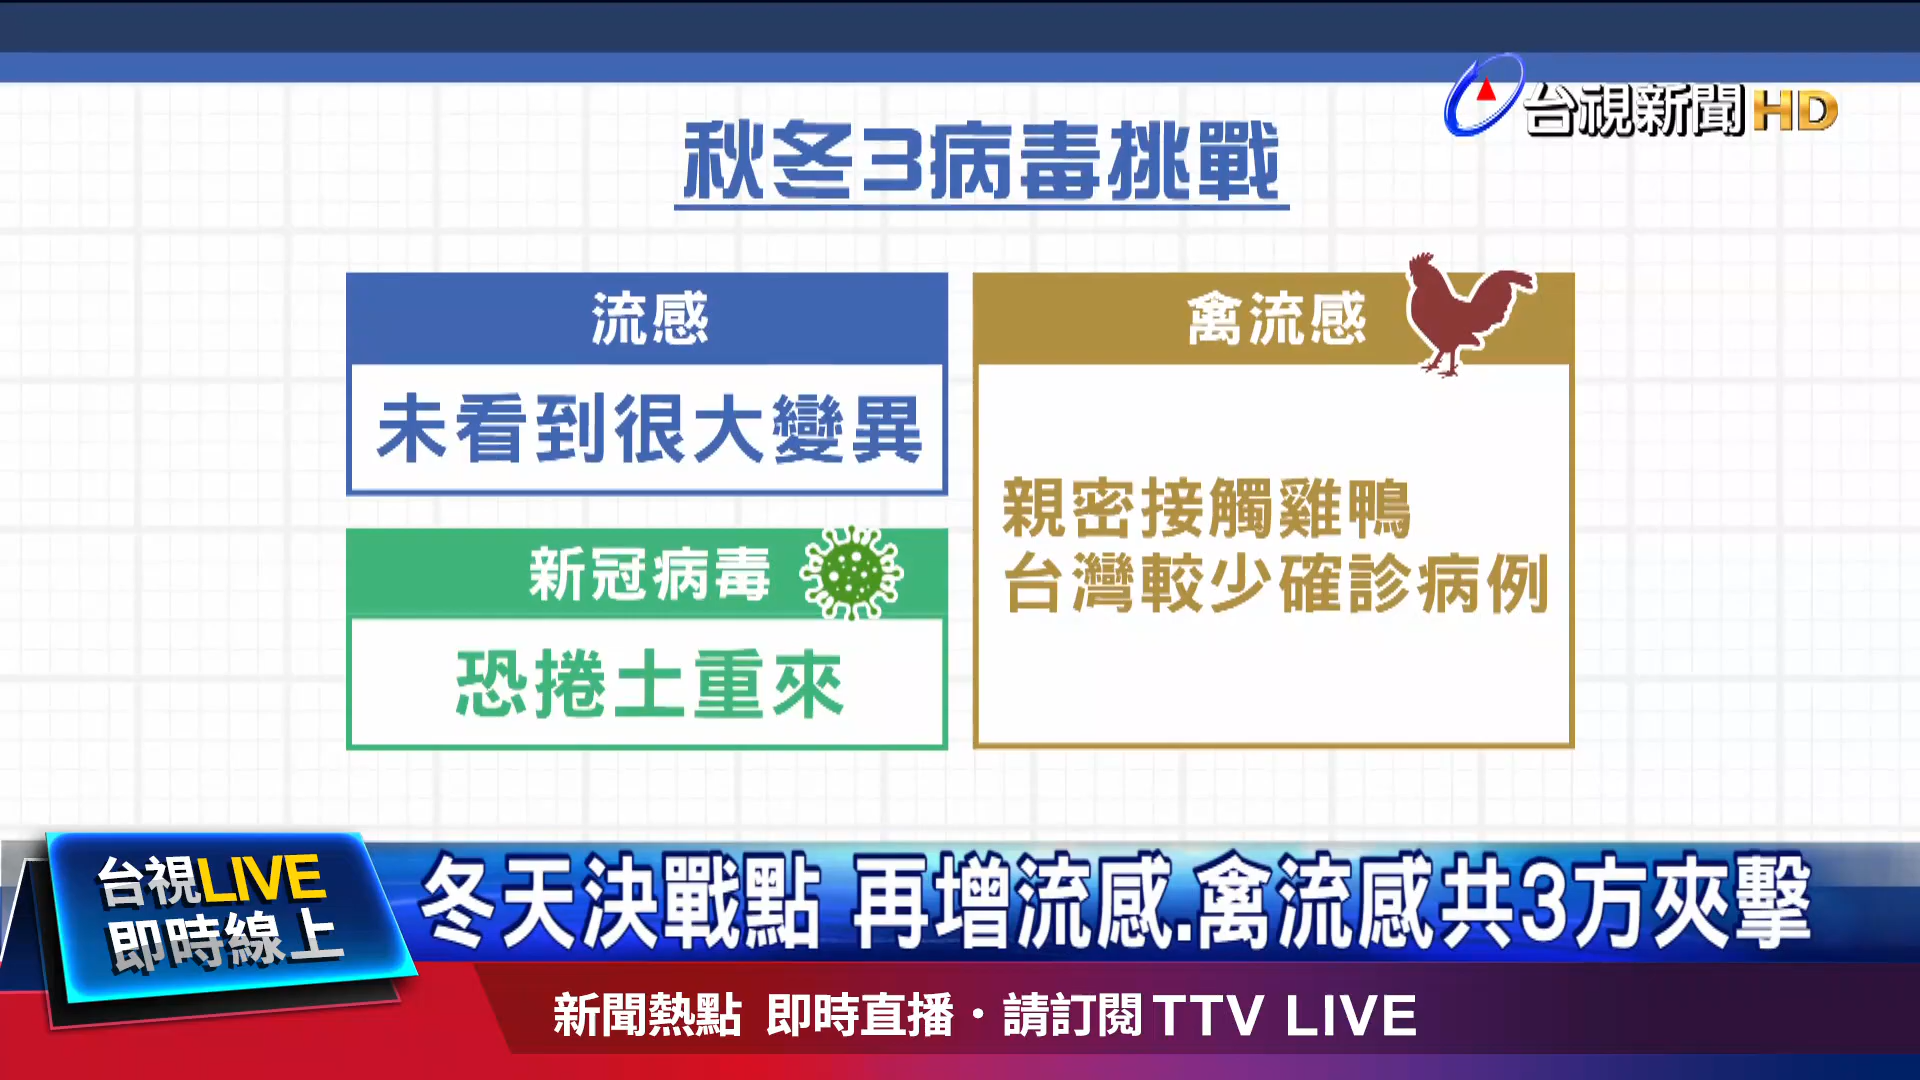 台視新聞HD
秋冬3病毒挑戰
流感
未看到很大變異
新冠病毒
恐捲土重來
禽流感
親密接觸雞鴨
台灣較少確診病例
台視LIVE
即時線上
冬天決戰點 再增流感.禽流感共3方夾擊
新聞熱點 即時直播·請訂閱TTV LIVE